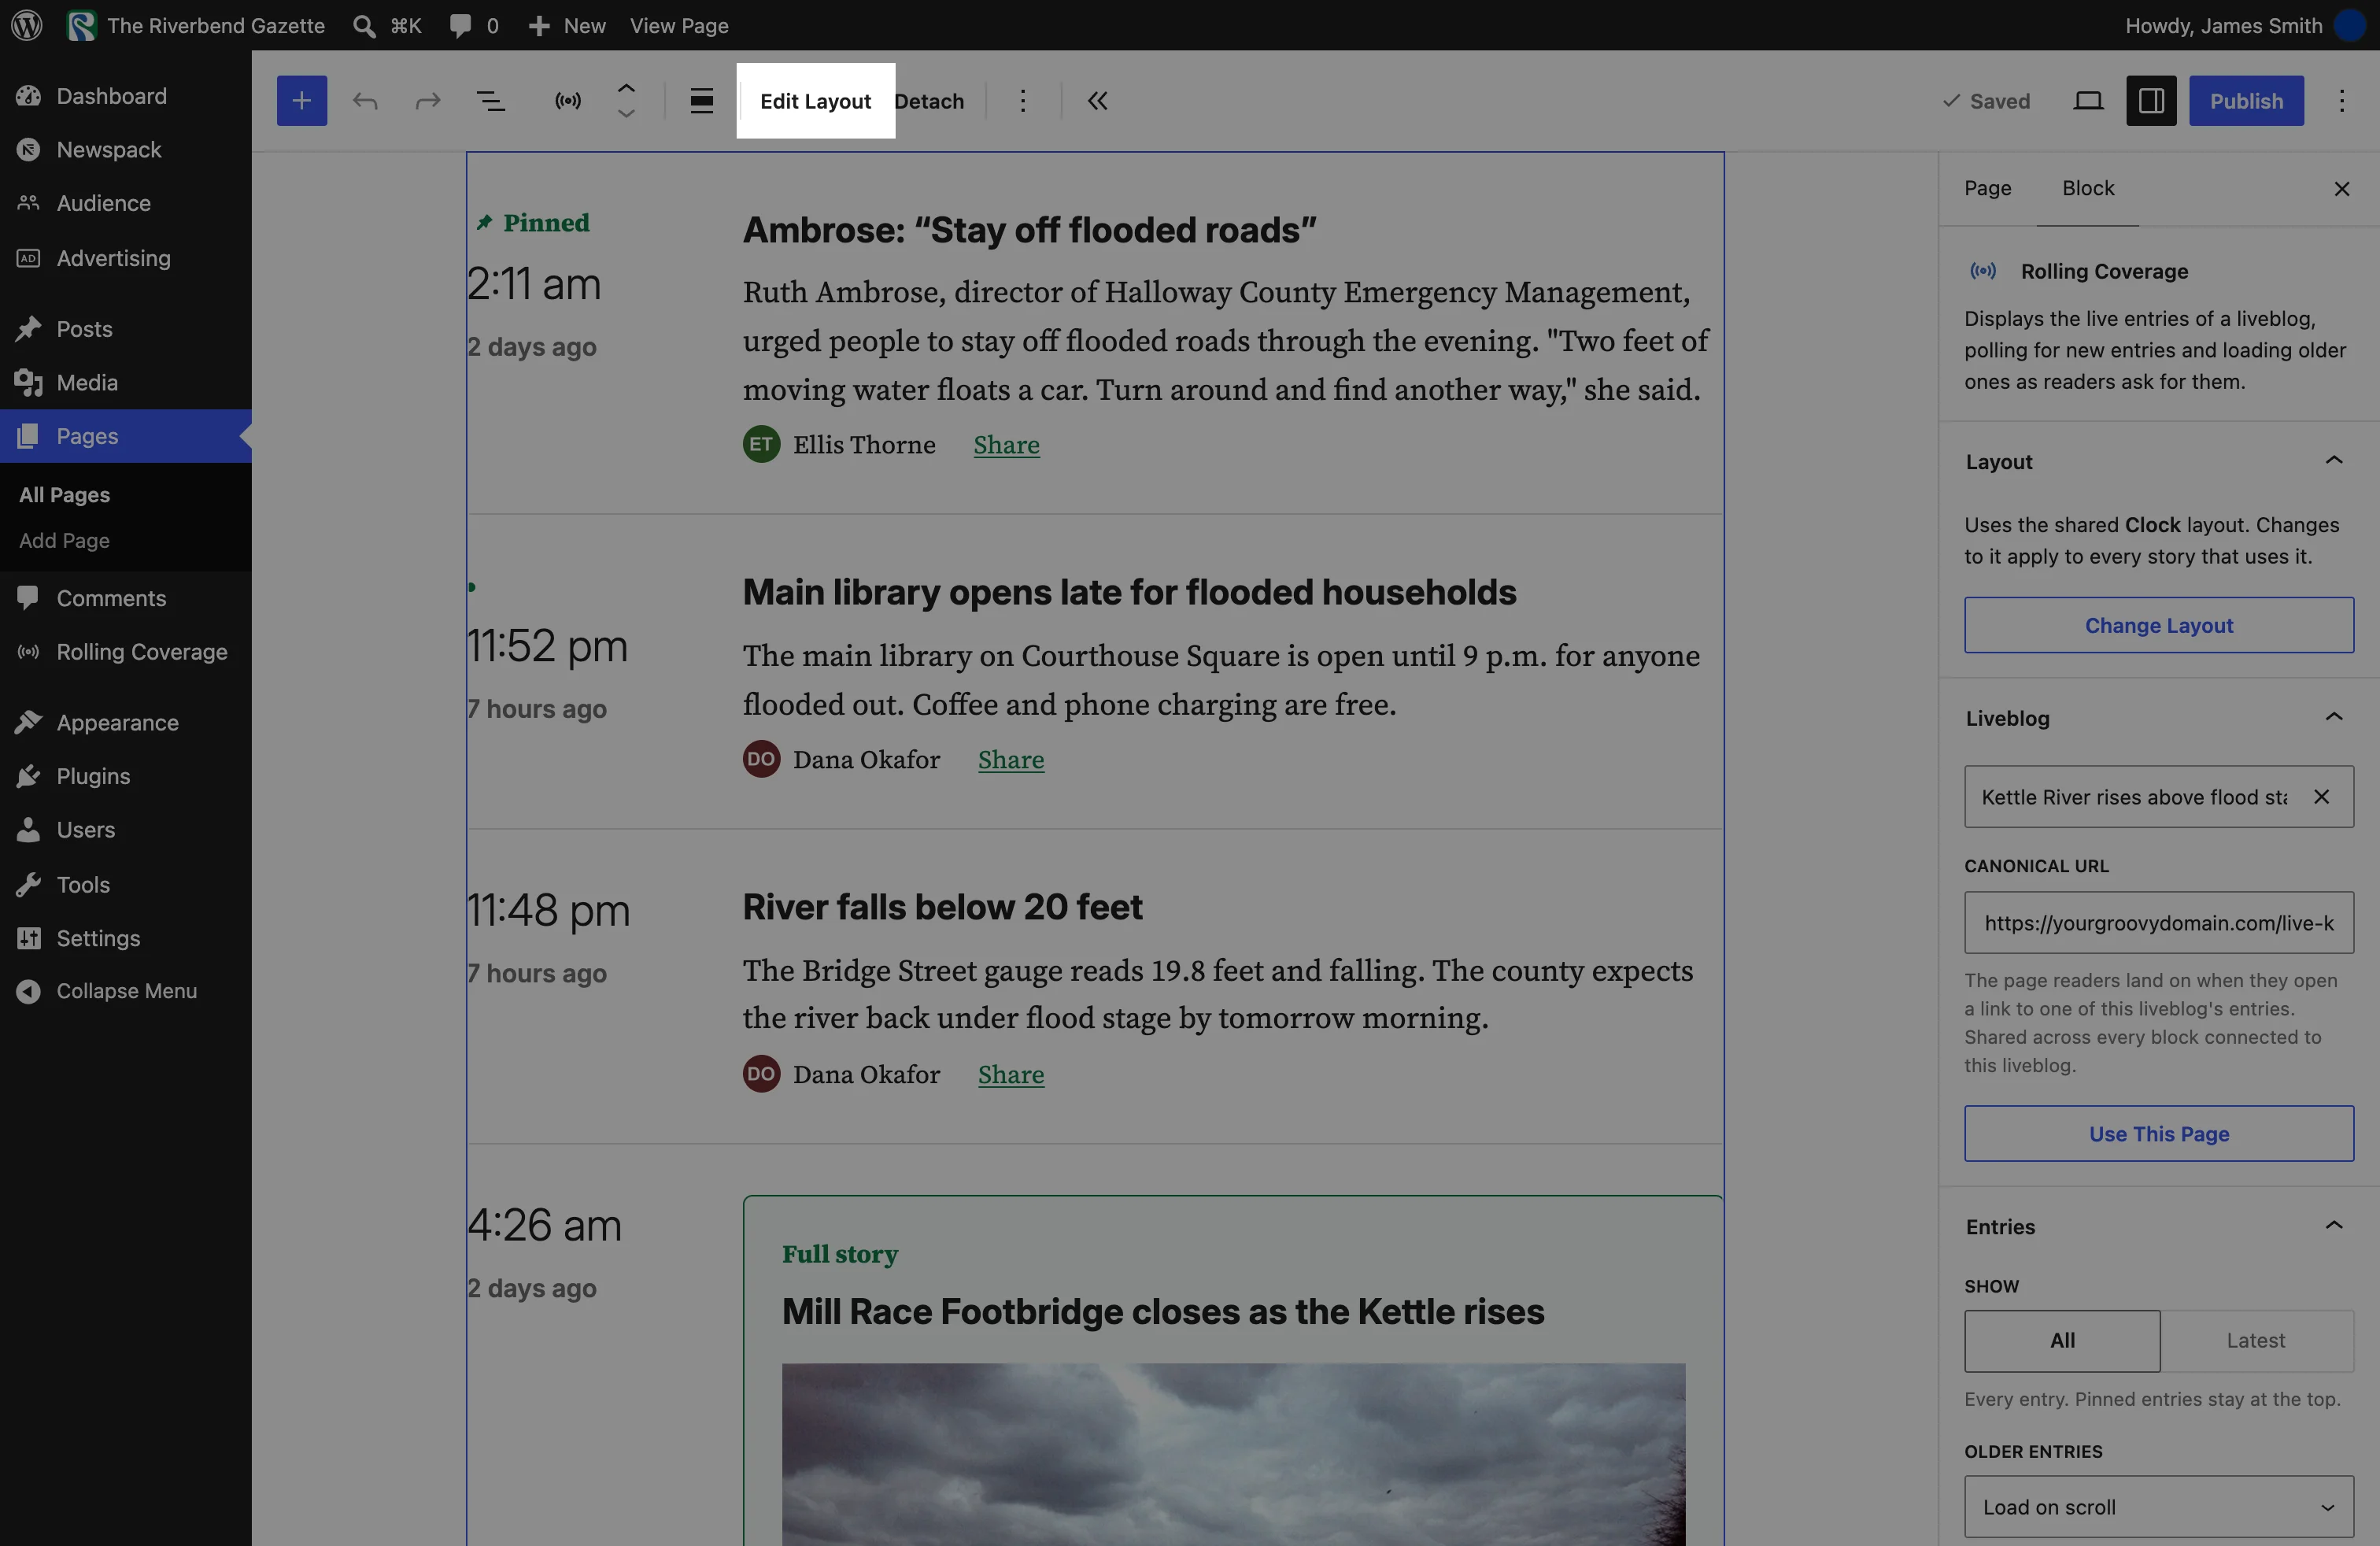 The Riverbend Gazette
⌘K
0
New
View Page
Howdy, James Smith
Dashboard
Newspack
Audience
AD
Advertising
Posts
Media
Pages
All Pages
Add Page
Comments
Rolling Coverage
Appearance
Plugins
Users
Tools
Settings
Collapse Menu
Edit Layout
Detach
Saved
Publish
Pinned
2:11 am
2 days ago
Ambrose: “Stay off flooded roads”
Ruth Ambrose, director of Halloway County Emergency Management,
urged people to stay off flooded roads through the evening. "Two feet of
moving water floats a car. Turn around and find another way," she said.
ET Ellis Thorne Share
11:52 pm
7 hours ago
Main library opens late for flooded households
The main library on Courthouse Square is open until 9 p.m. for anyone
flooded out. Coffee and phone charging are free.
DO Dana Okafor Share
11:48 pm
7 hours ago
River falls below 20 feet
The Bridge Street gauge reads 19.8 feet and falling. The county expects
the river back under flood stage by tomorrow morning.
DO Dana Okafor Share
4:26 am
2 days ago
Full story
Mill Race Footbridge closes as the Kettle rises
Page
Block
Rolling Coverage
Displays the live entries of a liveblog,
polling for new entries and loading older
ones as readers ask for them.
Layout
Uses the shared Clock layout. Changes
to it apply to every story that uses it.
Change Layout
Liveblog
Kettle River rises above flood sta
CANONICAL URL
https://yourgroovydomain.com/live-k
The page readers land on when they open
a link to one of this liveblog's entries.
Shared across every block connected to
this liveblog.
Use This Page
Entries
SHOW
All
Latest
Every entry. Pinned entries stay at the top.
OLDER ENTRIES
Load on scroll